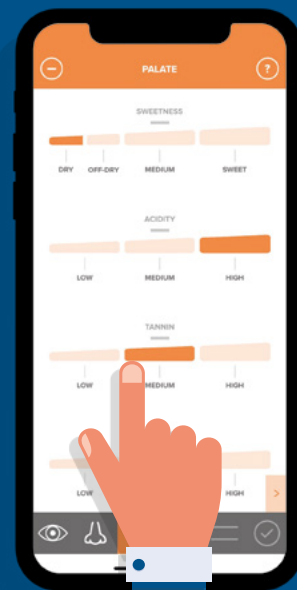 − PALATE ?
SWEETNESS
DRY OFF-DRY MEDIUM SWEET
ACIDITY
LOW MEDIUM HIGH
TANNIN
LOW MEDIUM HIGH
LOW HIGH